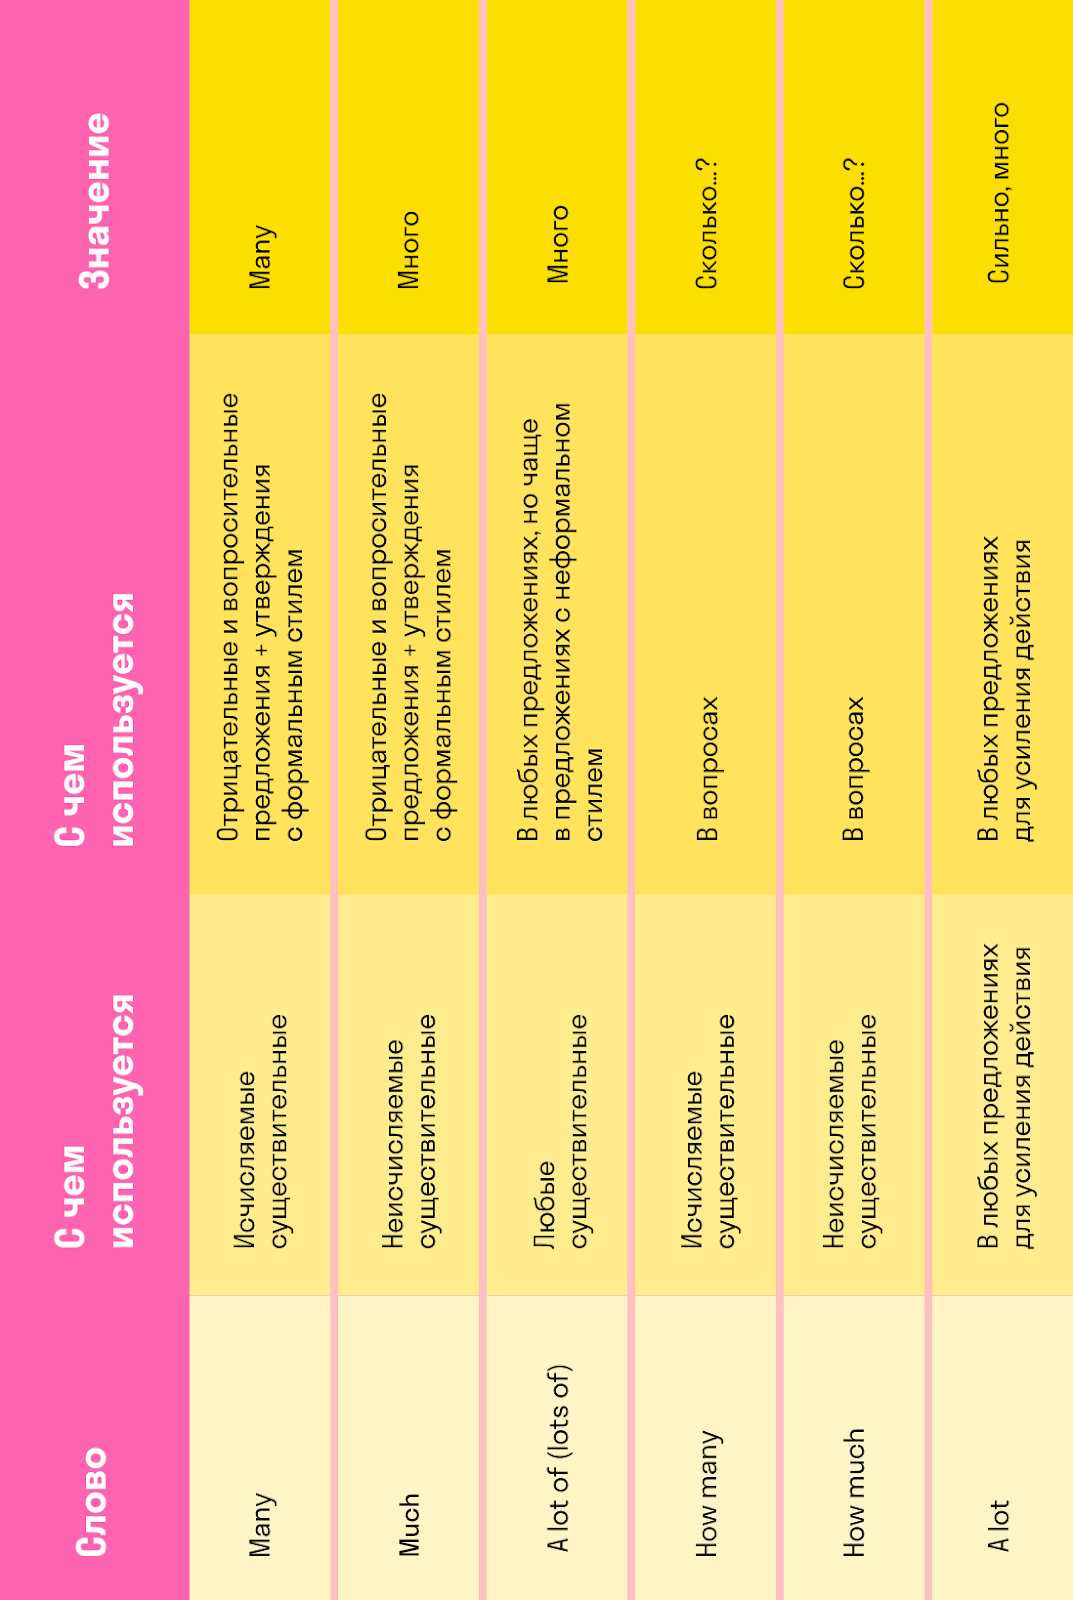 Слово
С чем
используется
С чем
используется
Значение
Many
Исчисляемые
существительные
Отрицательные и вопросительные
предложения + утверждения
с формальным стилем
Many
Much
Неисчисляемые
существительные
Отрицательные и вопросительные
предложения + утверждения
с формальным стилем
Много
A lot of (lots of)
Любые
существительные
В любых предложениях, но чаще
в предложениях с неформальном
стилем
Много
How many
Исчисляемые
существительные
В вопросах
Сколько...?
How much
Неисчисляемые
существительные
В вопросах
Сколько...?
A lot
В любых предложениях
для усиления действия
В любых предложениях
для усиления действия
Сильно, много